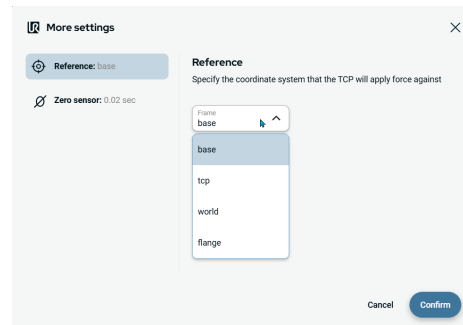 More settings
Reference: base
Zero sensor: 0.02 sec
Reference
Specify the coordinate system that the TCP will apply force against
Frame
base
base
tcp
world
flange
Cancel
Confirm